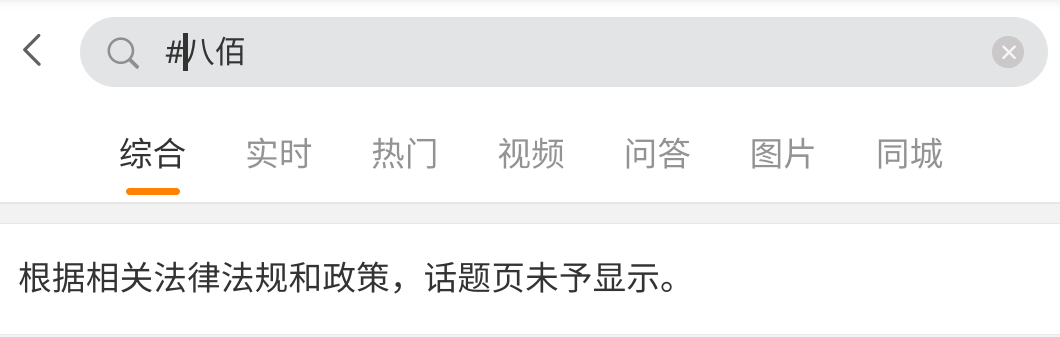 #八佰
综合 实时 热门 视频 问答 图片 同城
根据相关法律法规和政策，话题页未予显示。